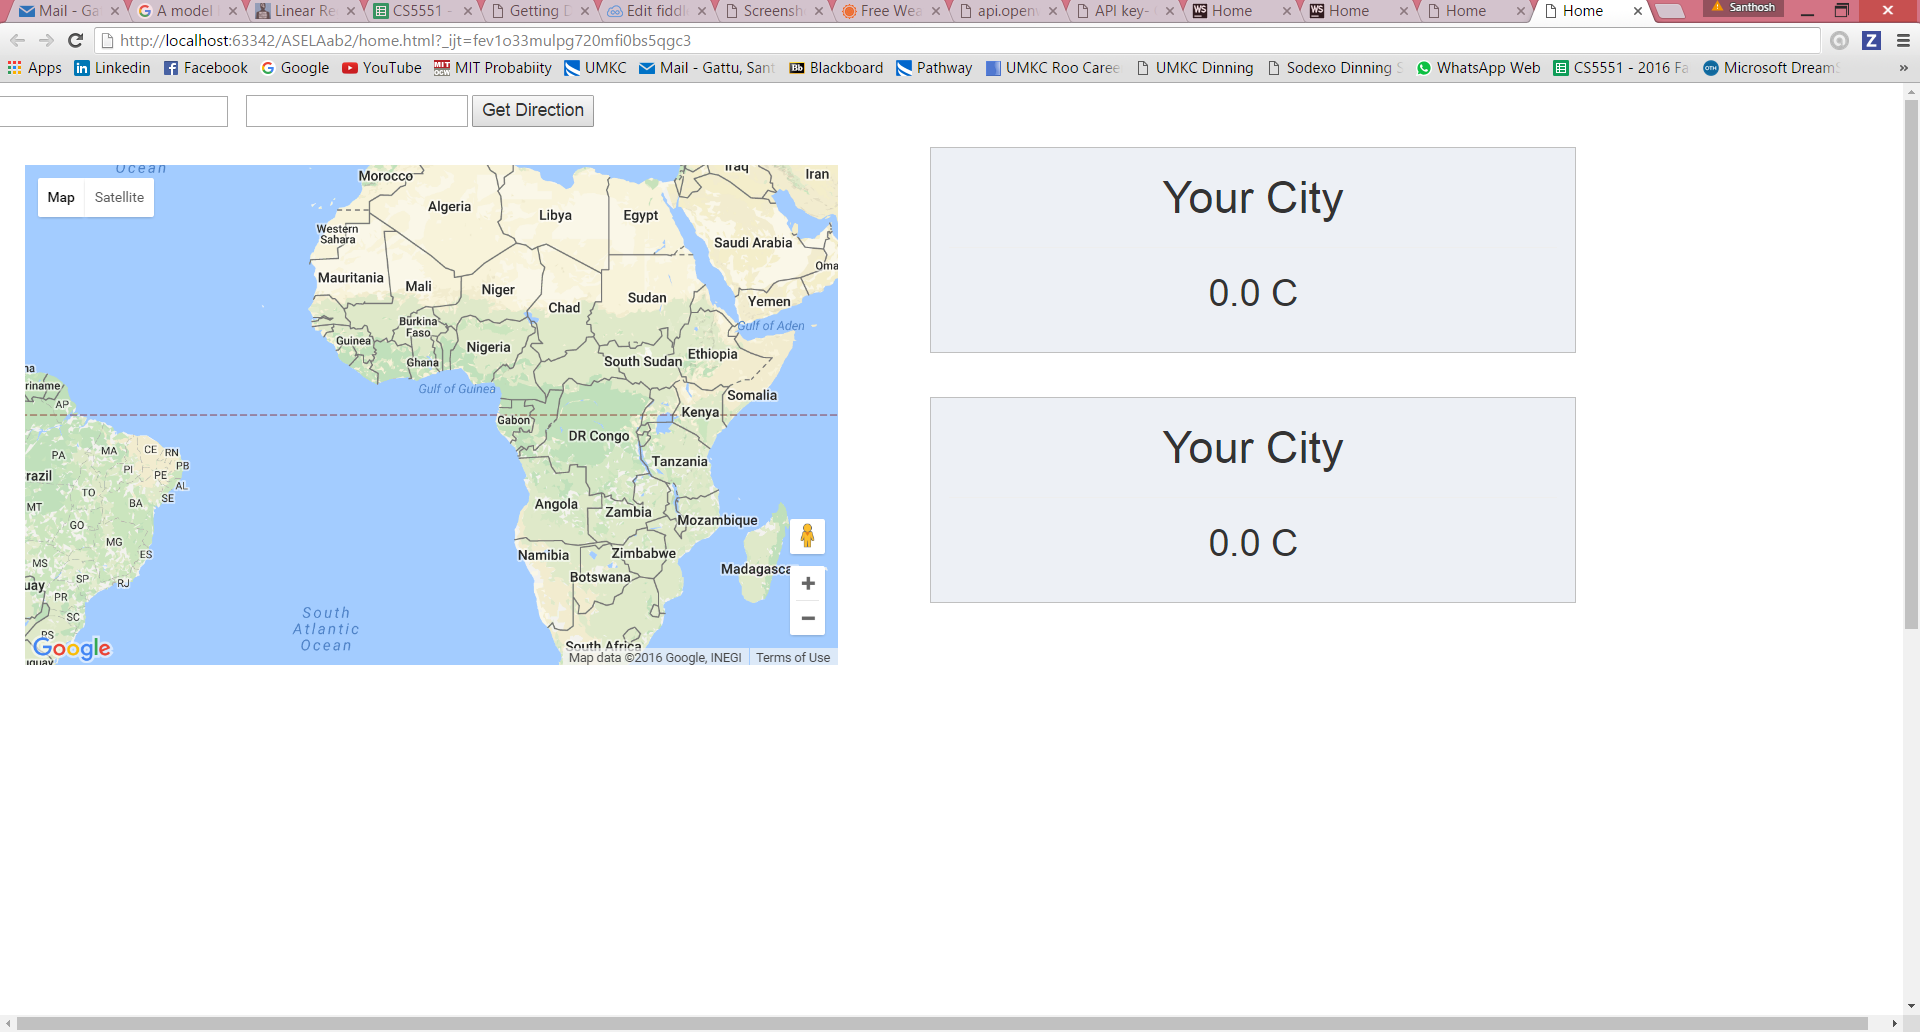 Mail - Ga
A model
Linear Re
CS5551 -
Getting D
Edit fiddl
Screensh
Free Wea
api.openw
API key-
Home
Home
Home
Home
Santhosh
http://localhost:63342/ASELAab2/home.html?_ijt=fev1o33mulpg720mfi0bs5qgc3
Apps
Linkedin
Facebook
Google
YouTube
MIT Probabiity
UMKC
Mail - Gattu, Sant
Blackboard
Pathway
UMKC Roo Caree
UMKC Dinning
Sodexo Dinning S
WhatsApp Web
CS5551 - 2016 Fa
Microsoft DreamS
»
Get Direction
Ocean
Map
Satellite
Morocco
Algeria
Libya
Egypt
Iraq
Iran
Western
Sahara
Saudi Arabia
Oma
Mauritania
Mali
Niger
Chad
Sudan
Yemen
Burkina
Faso
Gulf of Aden
Guinea
Ghana
Nigeria
South Sudan
Ethiopia
Gulf of Guinea
Somalia
na
riname
AP
Gabon
Kenya
DR Congo
Tanzania
PA
MA
CE
RN
PB
PI
PE
AL
SE
razil
TO
BA
MT
GO
MG
ES
MS
SP
RJ
uay
PR
SC
RS
uguay
Angola
Zambia
Mozambique
Namibia
Zimbabwe
Botswana
Madagasca
South
Atlantic
Ocean
South Africa
Google
Map data ©2016 Google, INEGI
Terms of Use
Your City
0.0 C
Your City
0.0 C